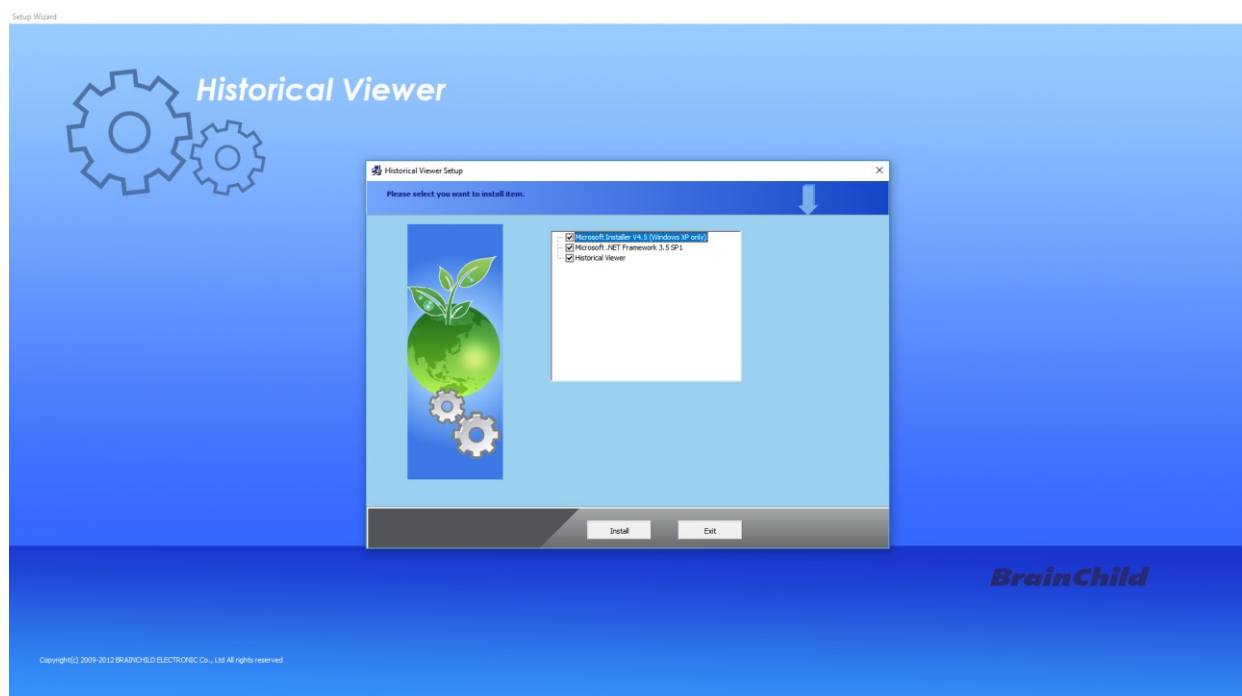 Setup Wizard
Historical Viewer
Historical Viewer Setup
Please select you want to install item.
Microsoft Installer V4.5 (Windows XP only)
Microsoft .NET Framework 3.5 SP1
Historical Viewer
Install
Exit
BrainChild
Copyright(c) 2009-2012 BRAINCHILD ELECTRONIC Co., Ltd All rights reserved